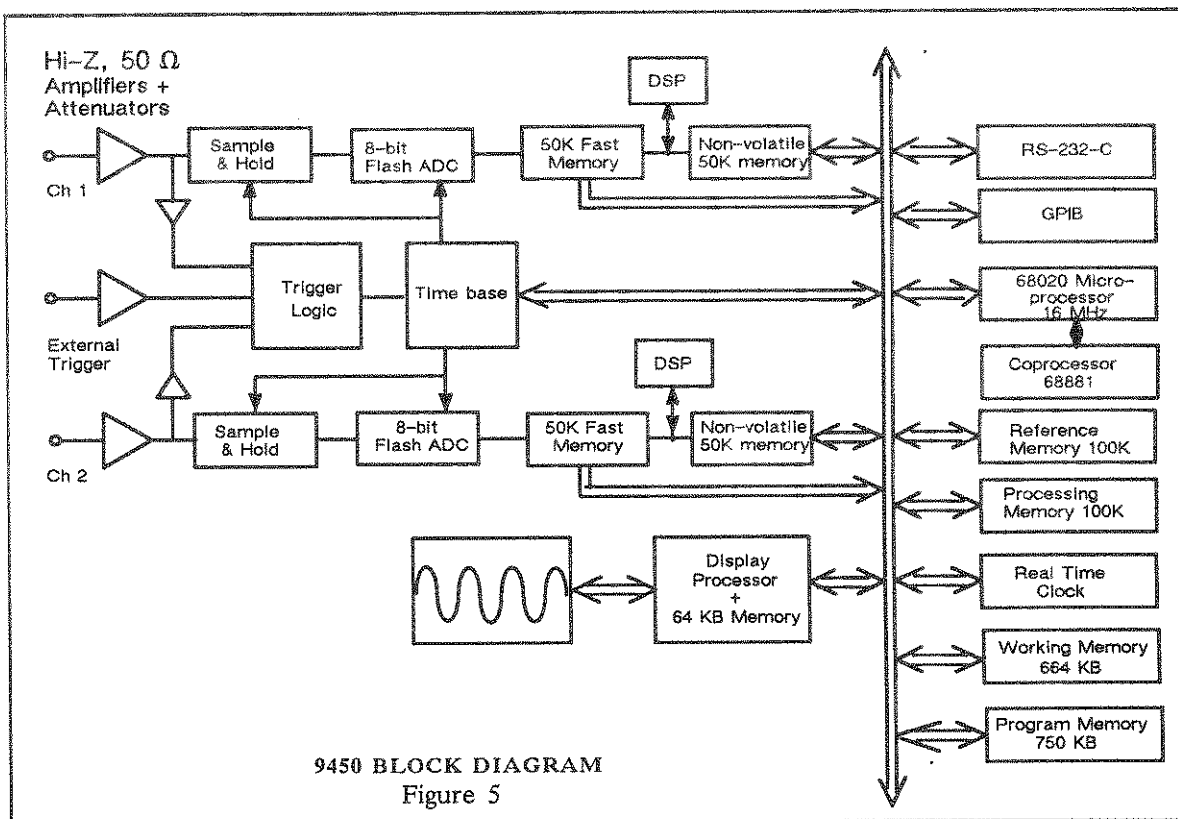 Hi-Z, 50 Ω
Amplifiers +
Attenuators
Ch 1
Sample
& Hold
8-bit
Flash ADC
50K Fast
Memory
DSP
Non-volatile
50K memory
RS-232-C
GPIB
External
Trigger
Trigger
Logic
Time base
68020 Micro-
processor
16 MHz
Coprocessor
68881
Ch 2
Sample
& Hold
8-bit
Flash ADC
50K Fast
Memory
DSP
Non-volatile
50K memory
Reference
Memory 100K
Processing
Memory 100K
Display
Processor
+
64 KB Memory
Real Time
Clock
Working Memory
664 KB
Program Memory
750 KB
9450 BLOCK DIAGRAM
Figure 5